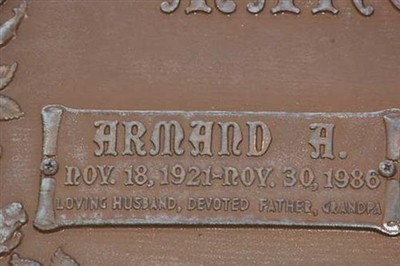 ARMAND A.
NOV. 18, 1921-NOV. 30, 1986
LOVING HUSBAND, DEVOTED FATHER, GRANDPA